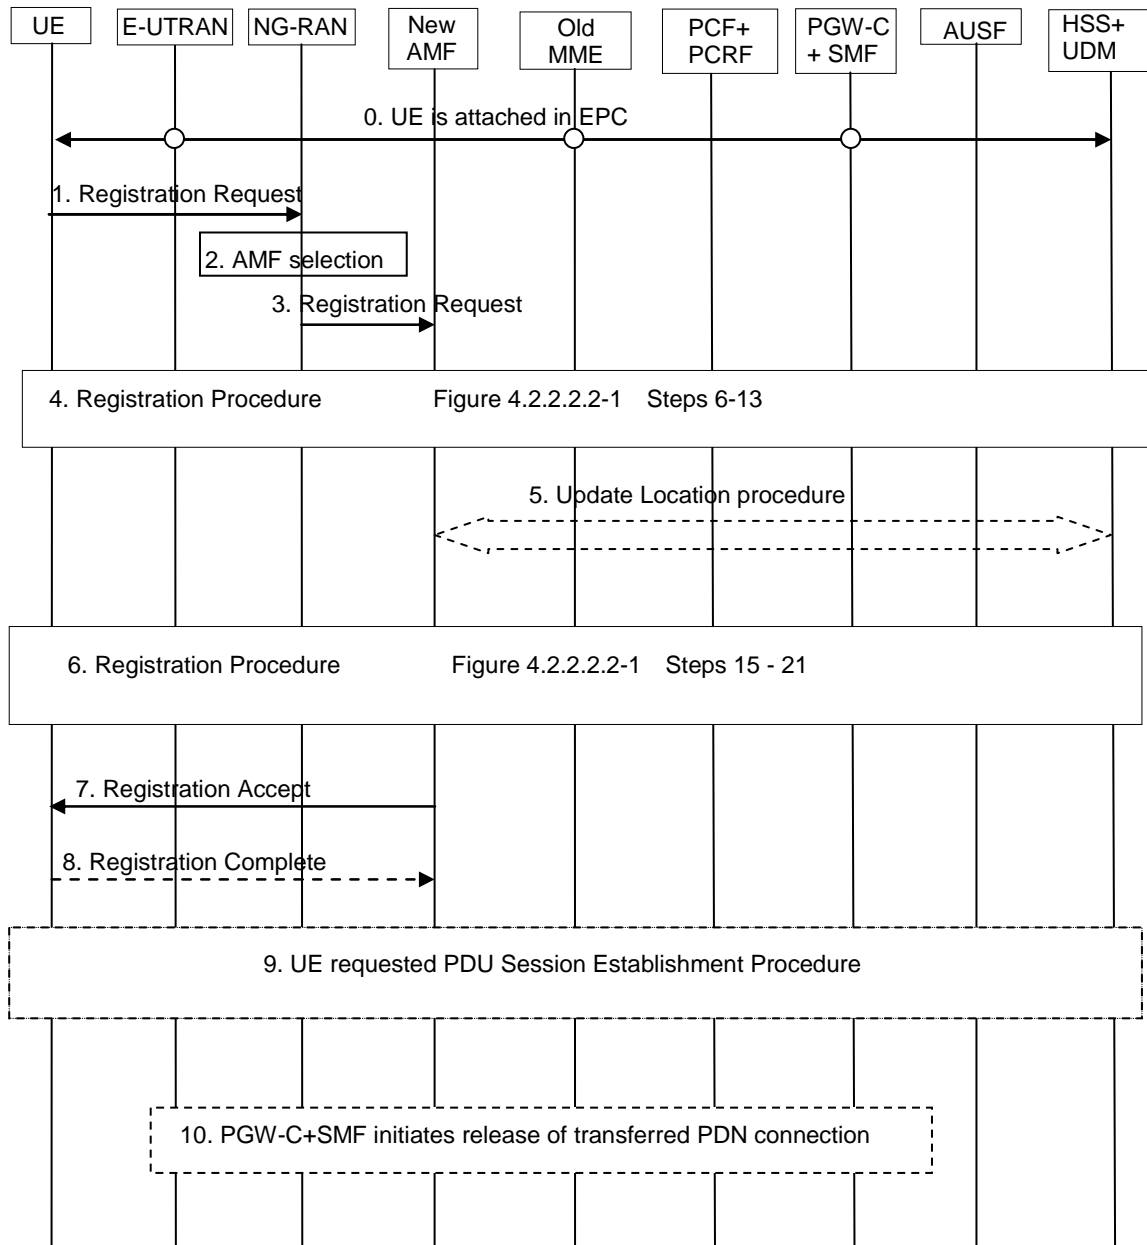 UE
E-UTRAN
NG-RAN
New
AMF
Old
MME
PCF+
PCRF
PGW-C
+ SMF
AUSF
HSS+
UDM
0. UE is attached in EPC
1. Registration Request
2. AMF selection
3. Registration Request
4. Registration Procedure Figure 4.2.2.2.2-1 Steps 6-13
5. Update Location procedure
6. Registration Procedure Figure 4.2.2.2.2-1 Steps 15 - 21
7. Registration Accept
8. Registration Complete
9. UE requested PDU Session Establishment Procedure
10. PGW-C+SMF initiates release of transferred PDN connection